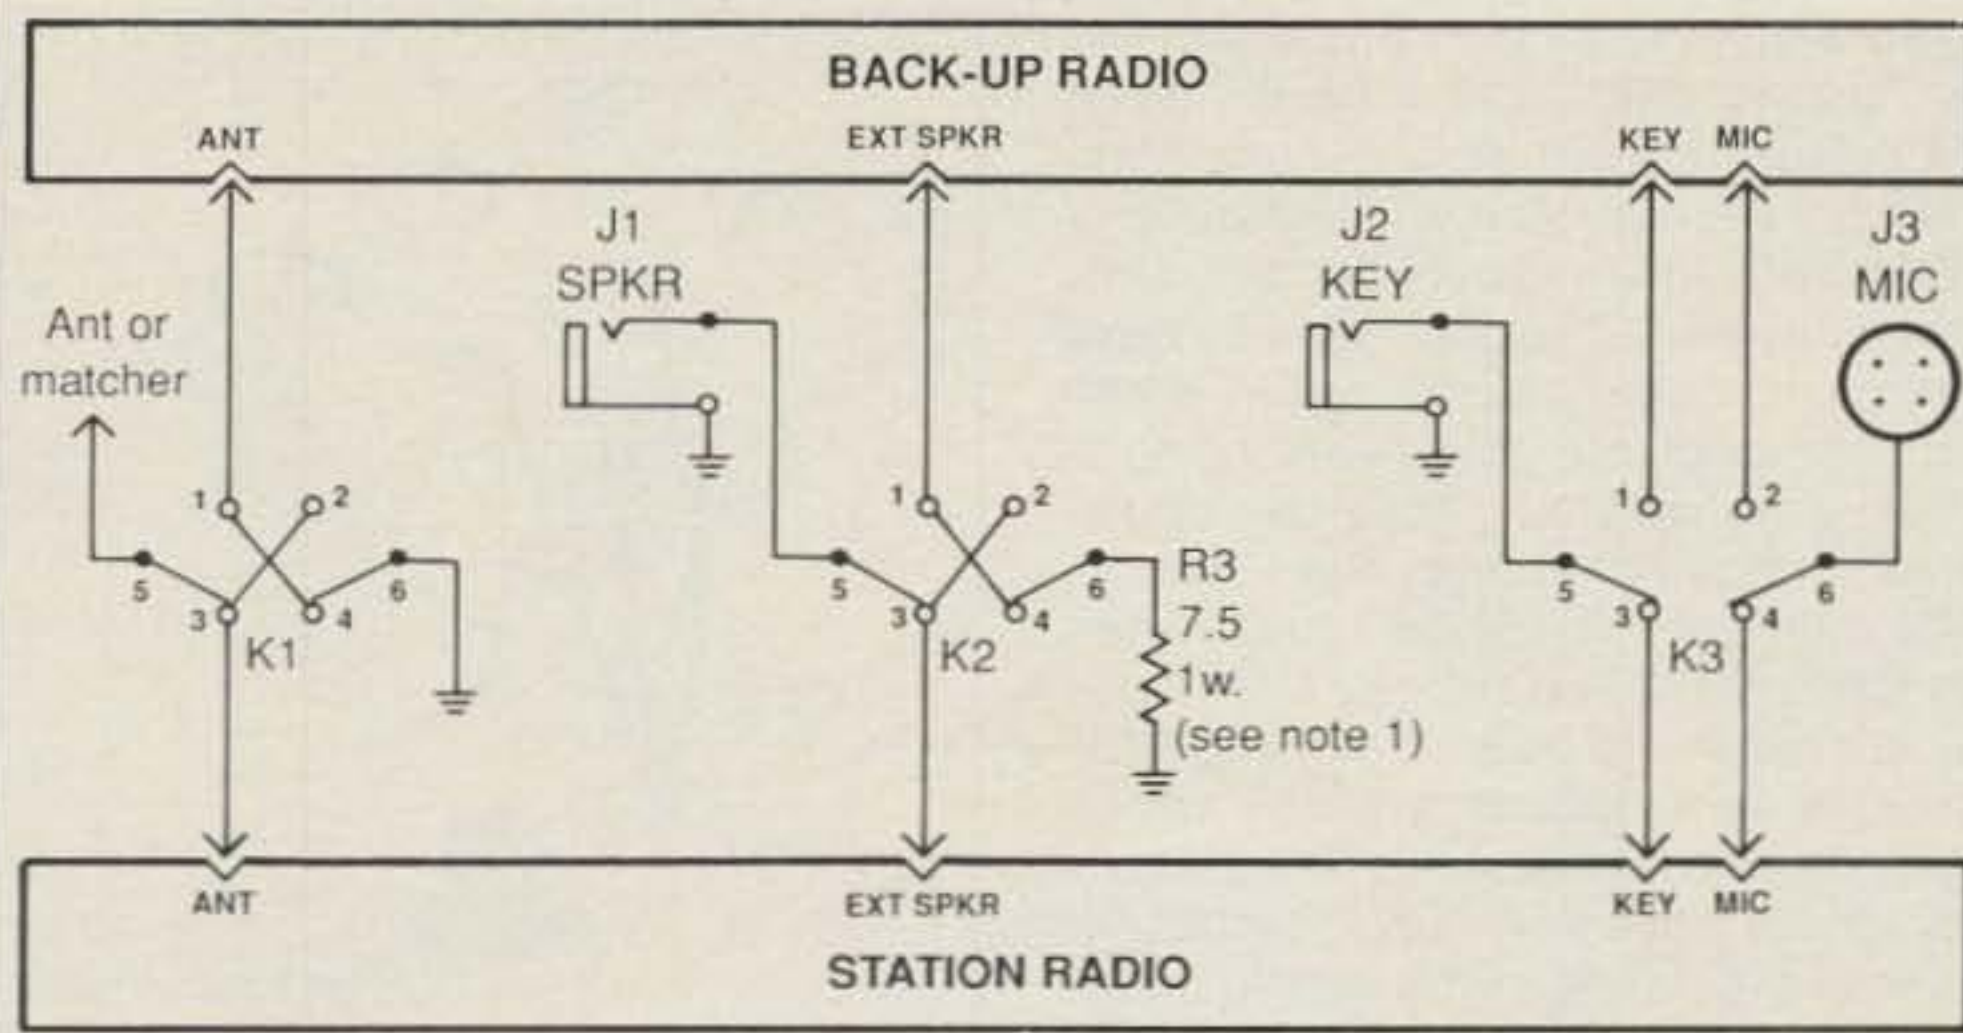 BACK-UP RADIO
ANT
EXT SPKR
KEY MIC
J1
SPKR
J2
KEY
J3
MIC
Ant or
matcher
1
2
5
6
3
4
K1
1
2
5
6
3
4
K2
R3
7.5
1w.
(see note 1)
1
2
5
6
3
4
K3
ANT
EXT SPKR
KEY MIC
STATION RADIO